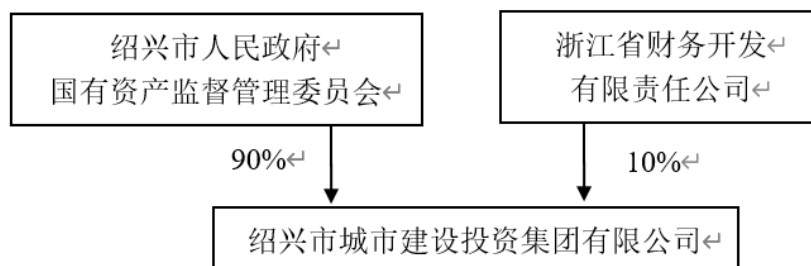 绍兴市人民政府↵
国有资产监督管理委员会↵
浙江省财务开发↵
有限责任公司↵
90%↵
10%↵
绍兴市城市建设投资集团有限公司↵